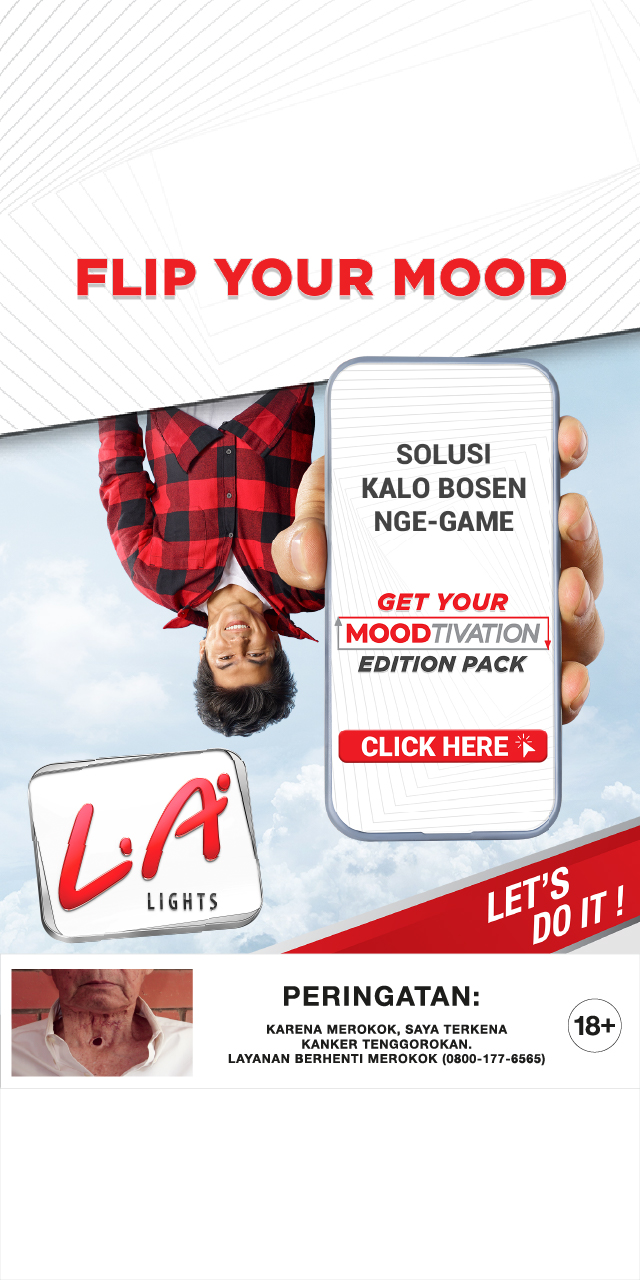 FLIP YOUR MOOD
SOLUSI
KALO BOSEN
NGE-GAME
GET YOUR
MOODTIVATION
EDITION PACK
CLICK HERE
L.A
LIGHTS
LET'S
DO IT !
PERINGATAN:
KARENA MEROKOK, SAYA TERKENA
KANKER TENGGOROKAN.
LAYANAN BERHENTI MEROKOK (0800-177-6565)
18+